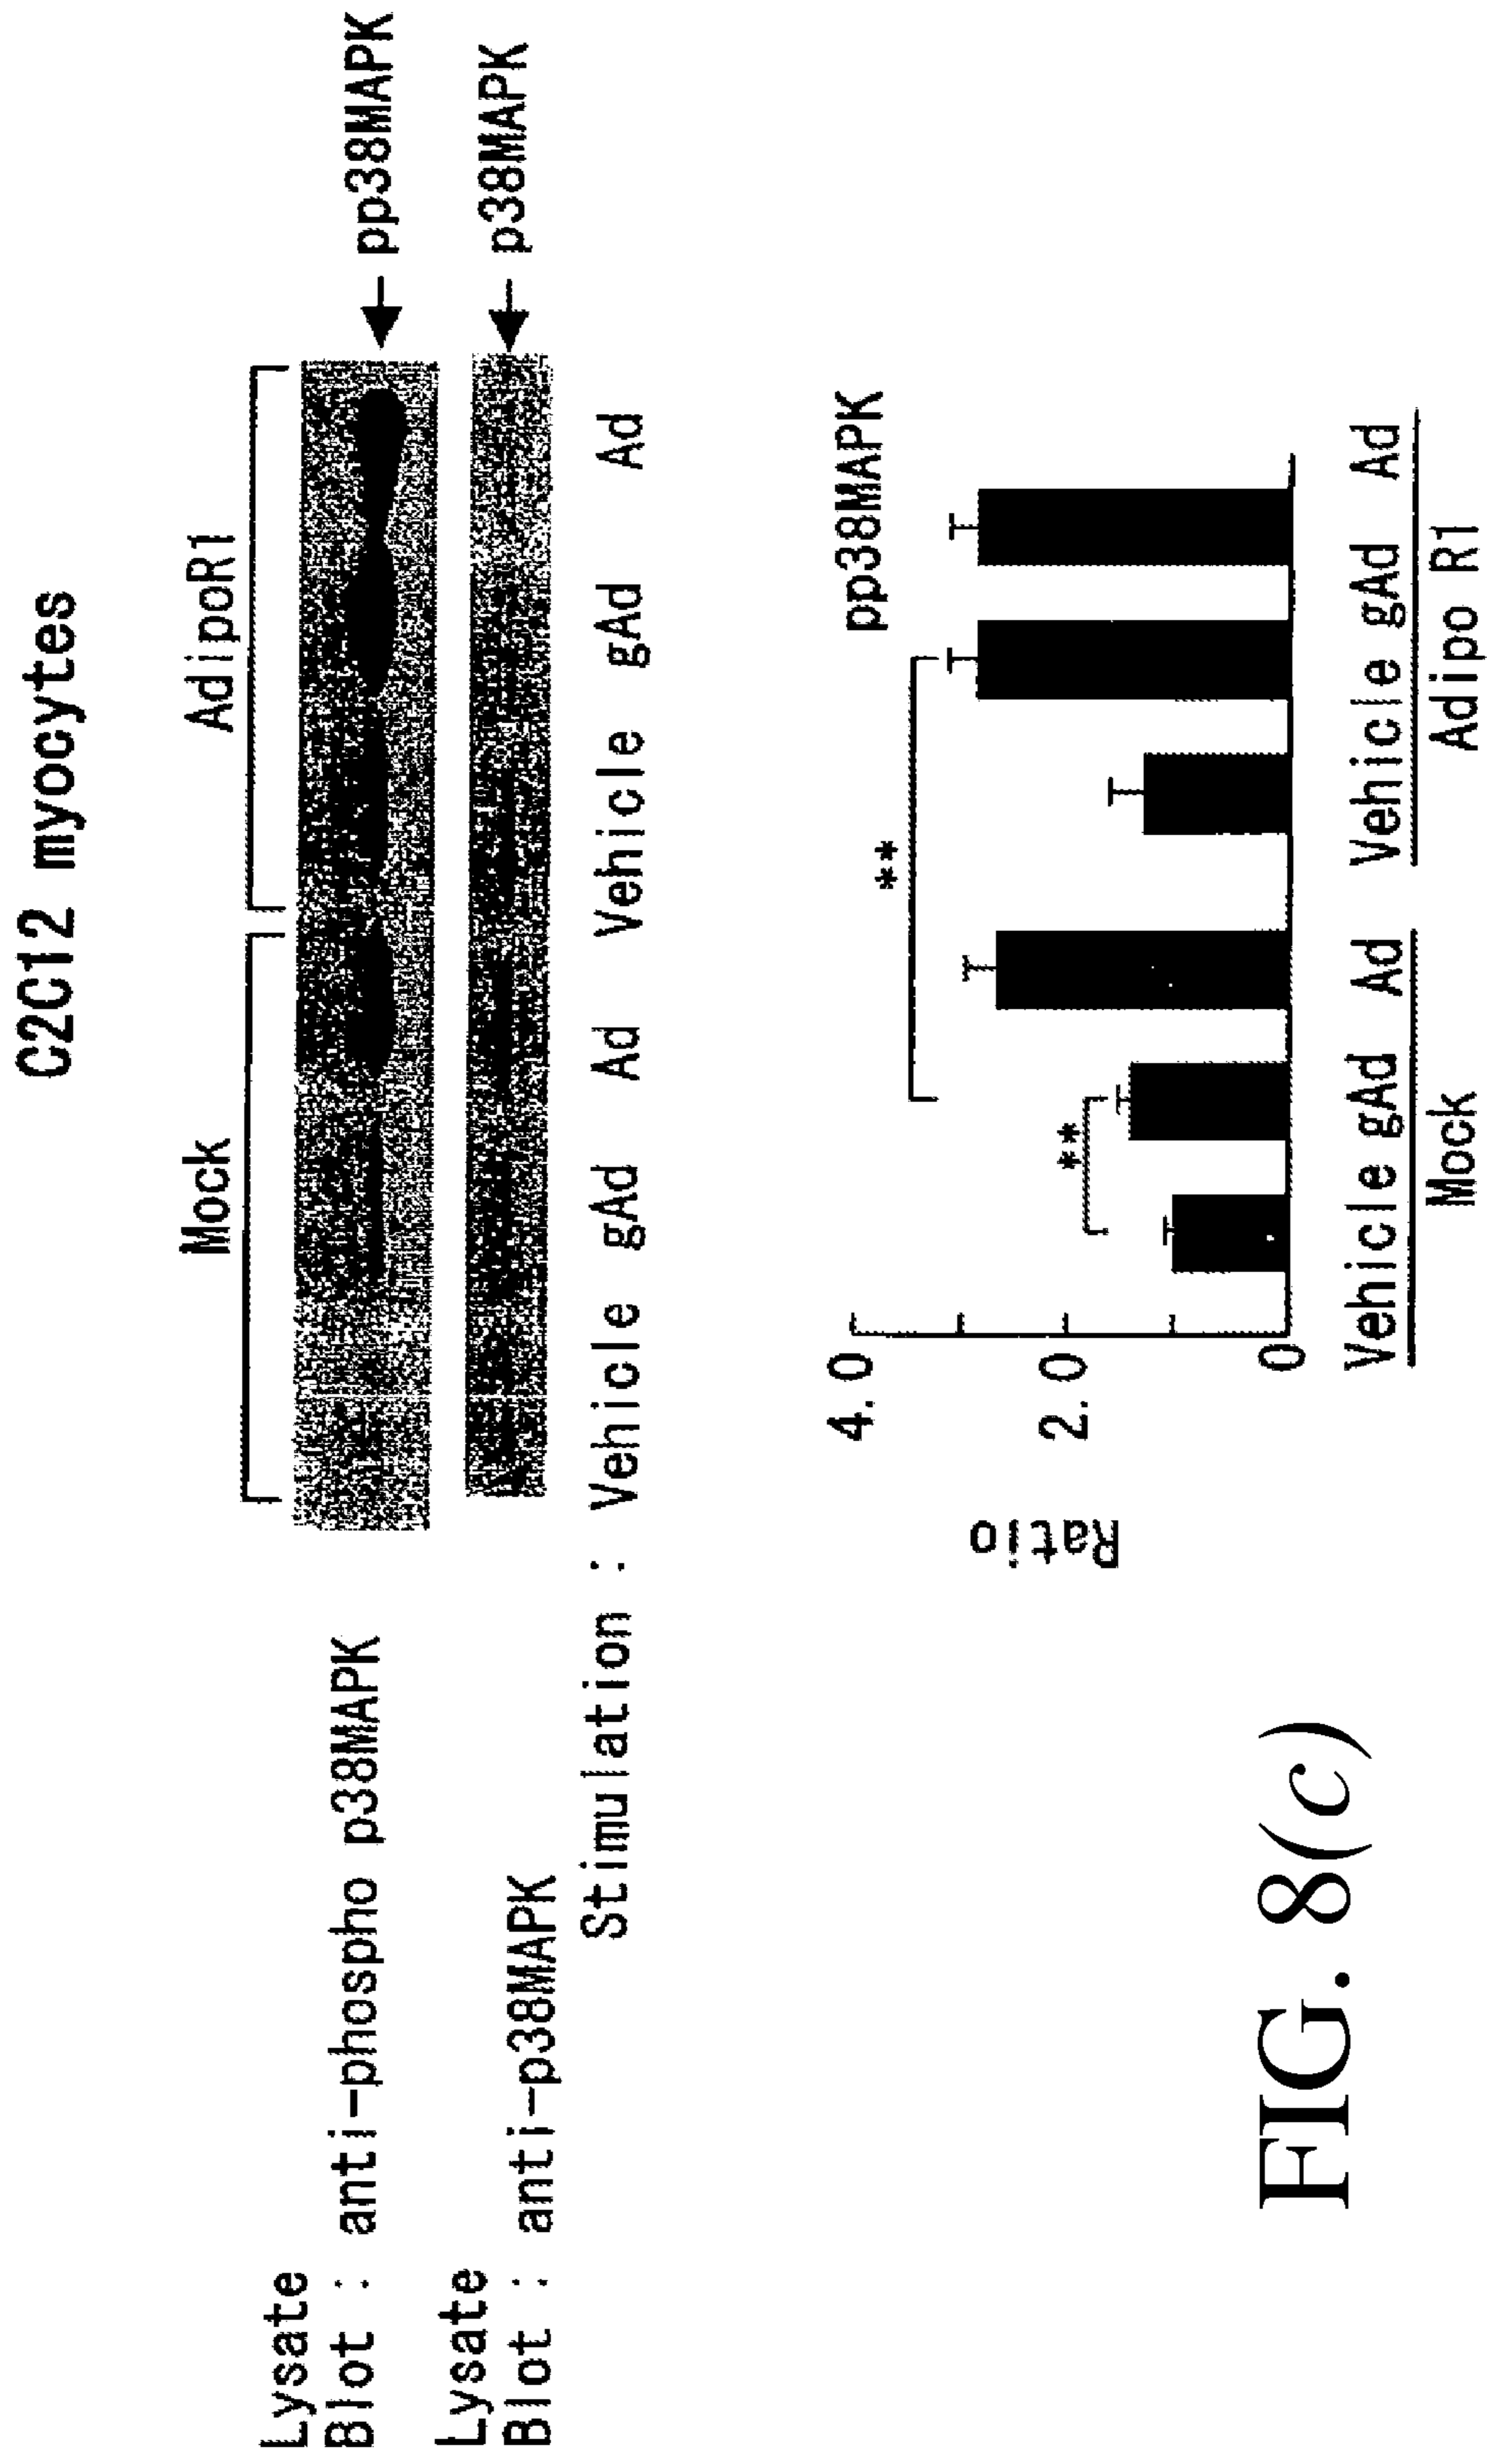 C2C12 myocytes
Mock AdipoR1
Lysate
Blot : anti-phospho p38MAPK
pp38MAPK
Lysate
Blot : anti-p38MAPK
p38MAPK
Stimulation : Vehicle gAd Ad Vehicle gAd Ad
pp38MAPK
Ratio
4.0
2.0
0
**
**
Vehicle gAd Ad Vehicle gAd Ad
Mock Adipo R1
FIG. 8(c)